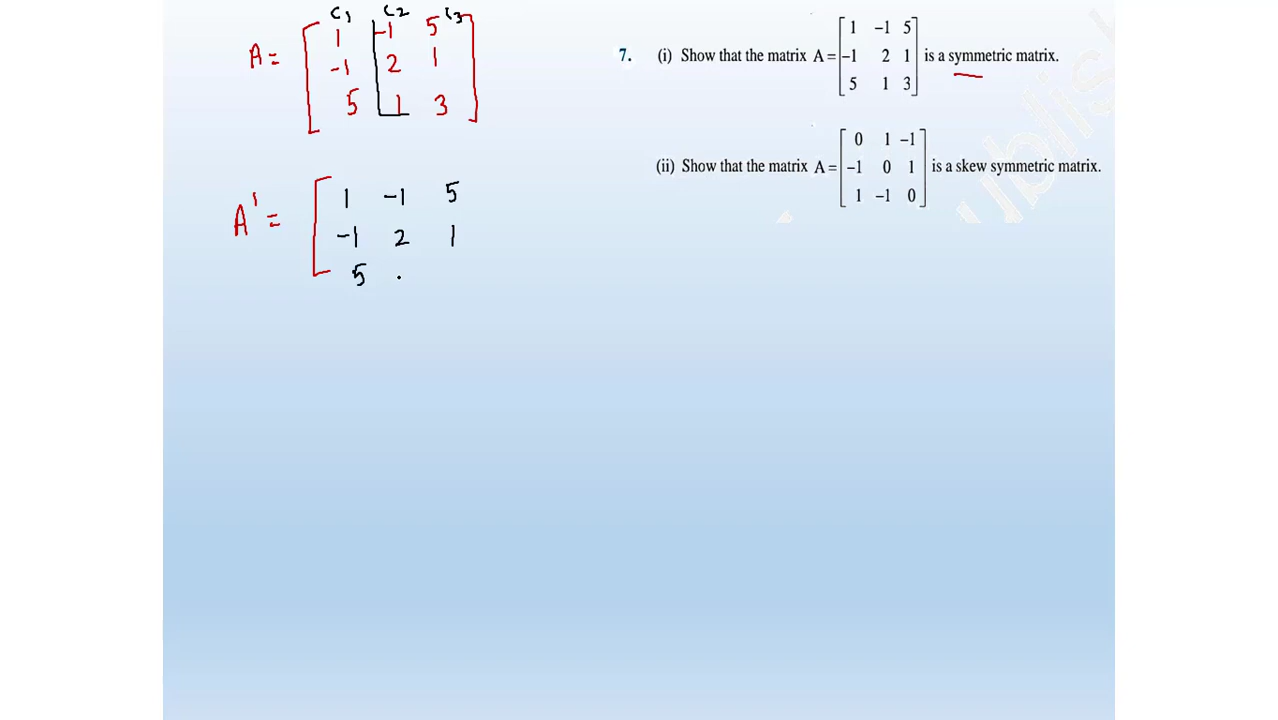 C1 C2 C3
A = [ 1 -1 5
-1 2 1
5 1 3 ]
A' = [ 1 -1 5
-1 2 1
5 .
7. (i) Show that the matrix A = [ 1 −1 5
−1 2 1
5 1 3 ] is a symmetric matrix.
(ii) Show that the matrix A = [ 0 1 −1
−1 0 1
1 −1 0 ] is a skew symmetric matrix.